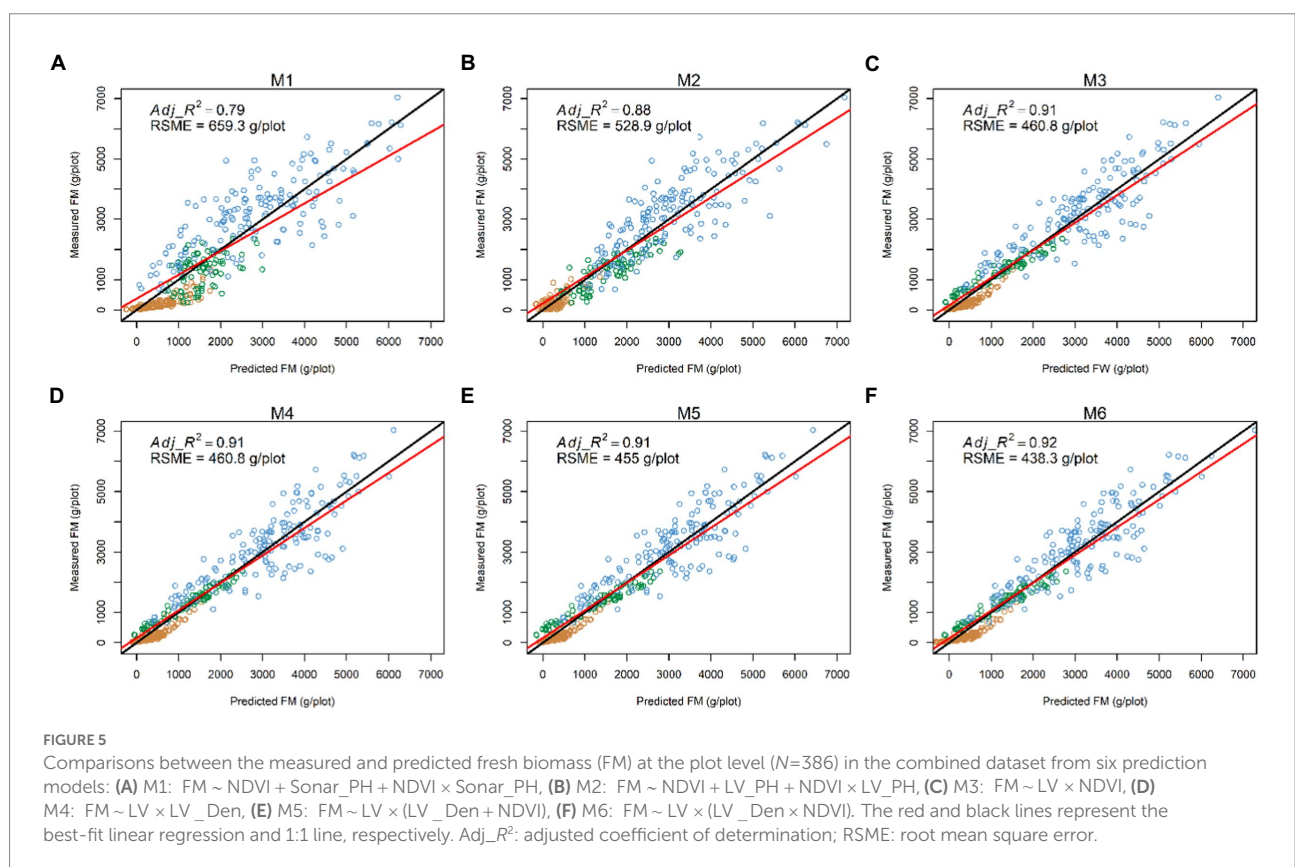 A
M1
Adj_R² = 0.79
RSME = 659.3 g/plot
Measured FM (g/plot)
7000
5000
3000
1000
0
0 1000 2000 3000 4000 5000 6000 7000
Predicted FM (g/plot)
B
M2
Adj_R² = 0.88
RSME = 528.9 g/plot
Measured FM (g/plot)
7000
5000
3000
1000
0
0 1000 2000 3000 4000 5000 6000 7000
Predicted FM (g/plot)
C
M3
Adj_R² = 0.91
RSME = 460.8 g/plot
Measured FM (g/plot)
7000
5000
3000
1000
0
0 1000 2000 3000 4000 5000 6000 7000
Predicted FW (g/plot)
D
M4
Adj_R² = 0.91
RSME = 460.8 g/plot
Measured FM (g/plot)
7000
5000
3000
1000
0
0 1000 2000 3000 4000 5000 6000 7000
Predicted FM (g/plot)
E
M5
Adj_R² = 0.91
RSME = 455 g/plot
Measured FM (g/plot)
7000
5000
3000
1000
0
0 1000 2000 3000 4000 5000 6000 7000
Predicted FM (g/plot)
F
M6
Adj_R² = 0.92
RSME = 438.3 g/plot
Measured FM (g/plot)
7000
5000
3000
1000
0
0 1000 2000 3000 4000 5000 6000 7000
Predicted FM (g/plot)
FIGURE 5
Comparisons between the measured and predicted fresh biomass (FM) at the plot level (N=386) in the combined dataset from six prediction
models: (A) M1: FM ~ NDVI + Sonar_PH + NDVI × Sonar_PH, (B) M2: FM ~ NDVI + LV_PH + NDVI × LV_PH, (C) M3: FM ~ LV × NDVI, (D)
M4: FM ~ LV × LV _Den, (E) M5: FM ~ LV × (LV _Den + NDVI), (F) M6: FM ~ LV × (LV _Den × NDVI). The red and black lines represent the
best-fit linear regression and 1:1 line, respectively. Adj_R²: adjusted coefficient of determination; RSME: root mean square error.